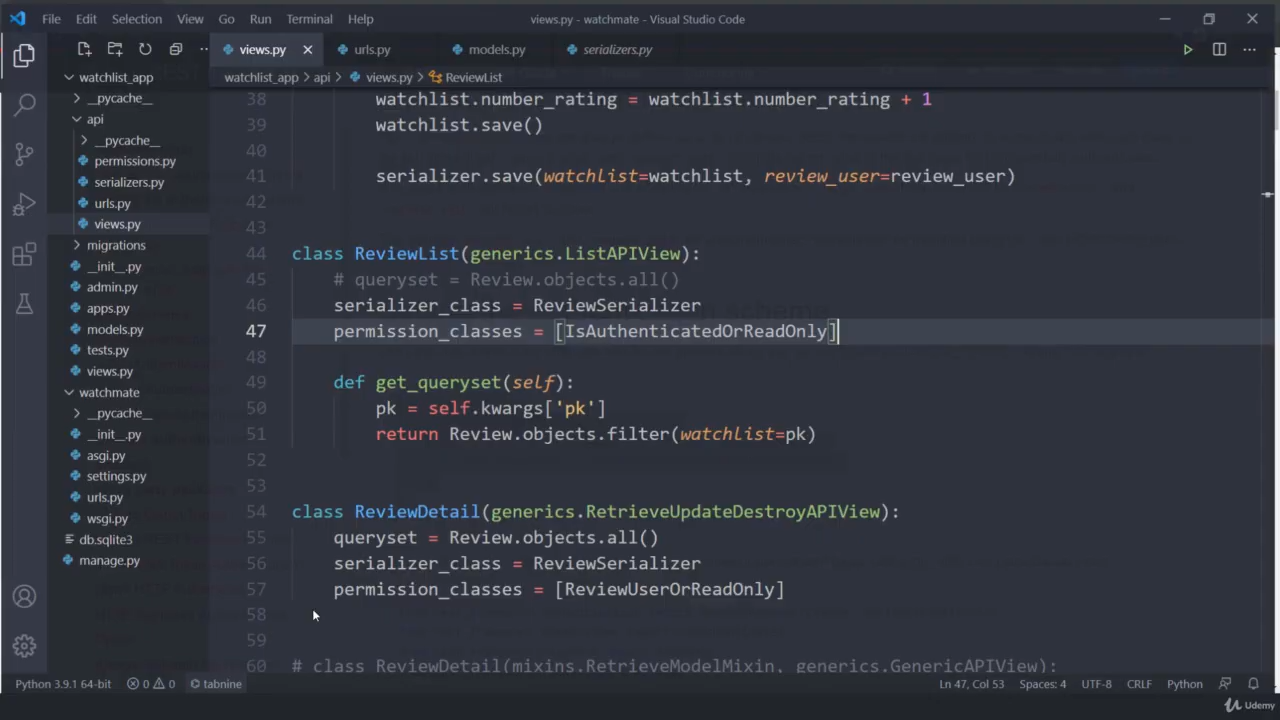 File Edit Selection View Go Run Terminal Help
views.py - watchmate - Visual Studio Code
views.py urls.py models.py serializers.py
watchlist_app > api > views.py > ReviewList
watchlist_app
__pycache__
api
__pycache__
permissions.py
serializers.py
urls.py
views.py
migrations
__init__.py
admin.py
apps.py
models.py
tests.py
views.py
watchmate
__pycache__
__init__.py
asgi.py
settings.py
urls.py
wsgi.py
db.sqlite3
manage.py
38 watchlist.number_rating = watchlist.number_rating + 1
39 watchlist.save()
40
41 serializer.save(watchlist=watchlist, review_user=review_user)
42
43
44 class ReviewList(generics.ListAPIView):
45 # queryset = Review.objects.all()
46 serializer_class = ReviewSerializer
47 permission_classes = [IsAuthenticatedOrReadOnly]
48
49 def get_queryset(self):
50 pk = self.kwargs['pk']
51 return Review.objects.filter(watchlist=pk)
52
53
54 class ReviewDetail(generics.RetrieveUpdateDestroyAPIView):
55 queryset = Review.objects.all()
56 serializer_class = ReviewSerializer
57 permission_classes = [ReviewUserOrReadOnly]
58
59
60 # class ReviewDetail(mixins.RetrieveModelMixin, generics.GenericAPIView):
Python 3.9.1 64-bit 0 0 tabnine Ln 47, Col 53 Spaces: 4 UTF-8 CRLF Python
Udemy